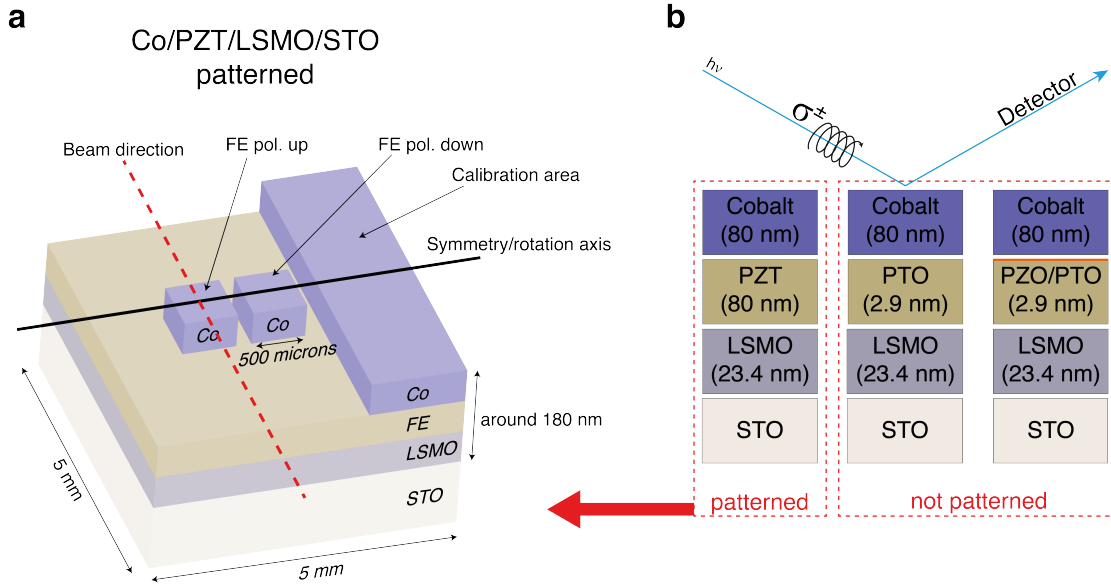 a
Co/PZT/LSMO/STO
patterned
Beam direction
FE pol. up
FE pol. down
Calibration area
Symmetry/rotation axis
Co
Co
500 microns
Co
FE
LSMO
STO
around 180 nm
5 mm
5 mm
b
hν
σ±
Detector
Cobalt
(80 nm)
PZT
(80 nm)
LSMO
(23.4 nm)
STO
Cobalt
(80 nm)
PTO
(2.9 nm)
LSMO
(23.4 nm)
STO
Cobalt
(80 nm)
PZO/PTO
(2.9 nm)
LSMO
(23.4 nm)
STO
patterned
not patterned